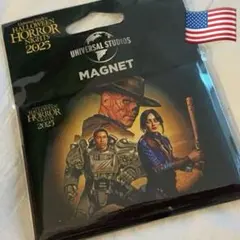 HALLOWEEN
HORROR
NIGHTS
2025
UNIVERSAL STUDIOS
MAGNET
HALLOWEEN
HORROR
NIGHTS
2025